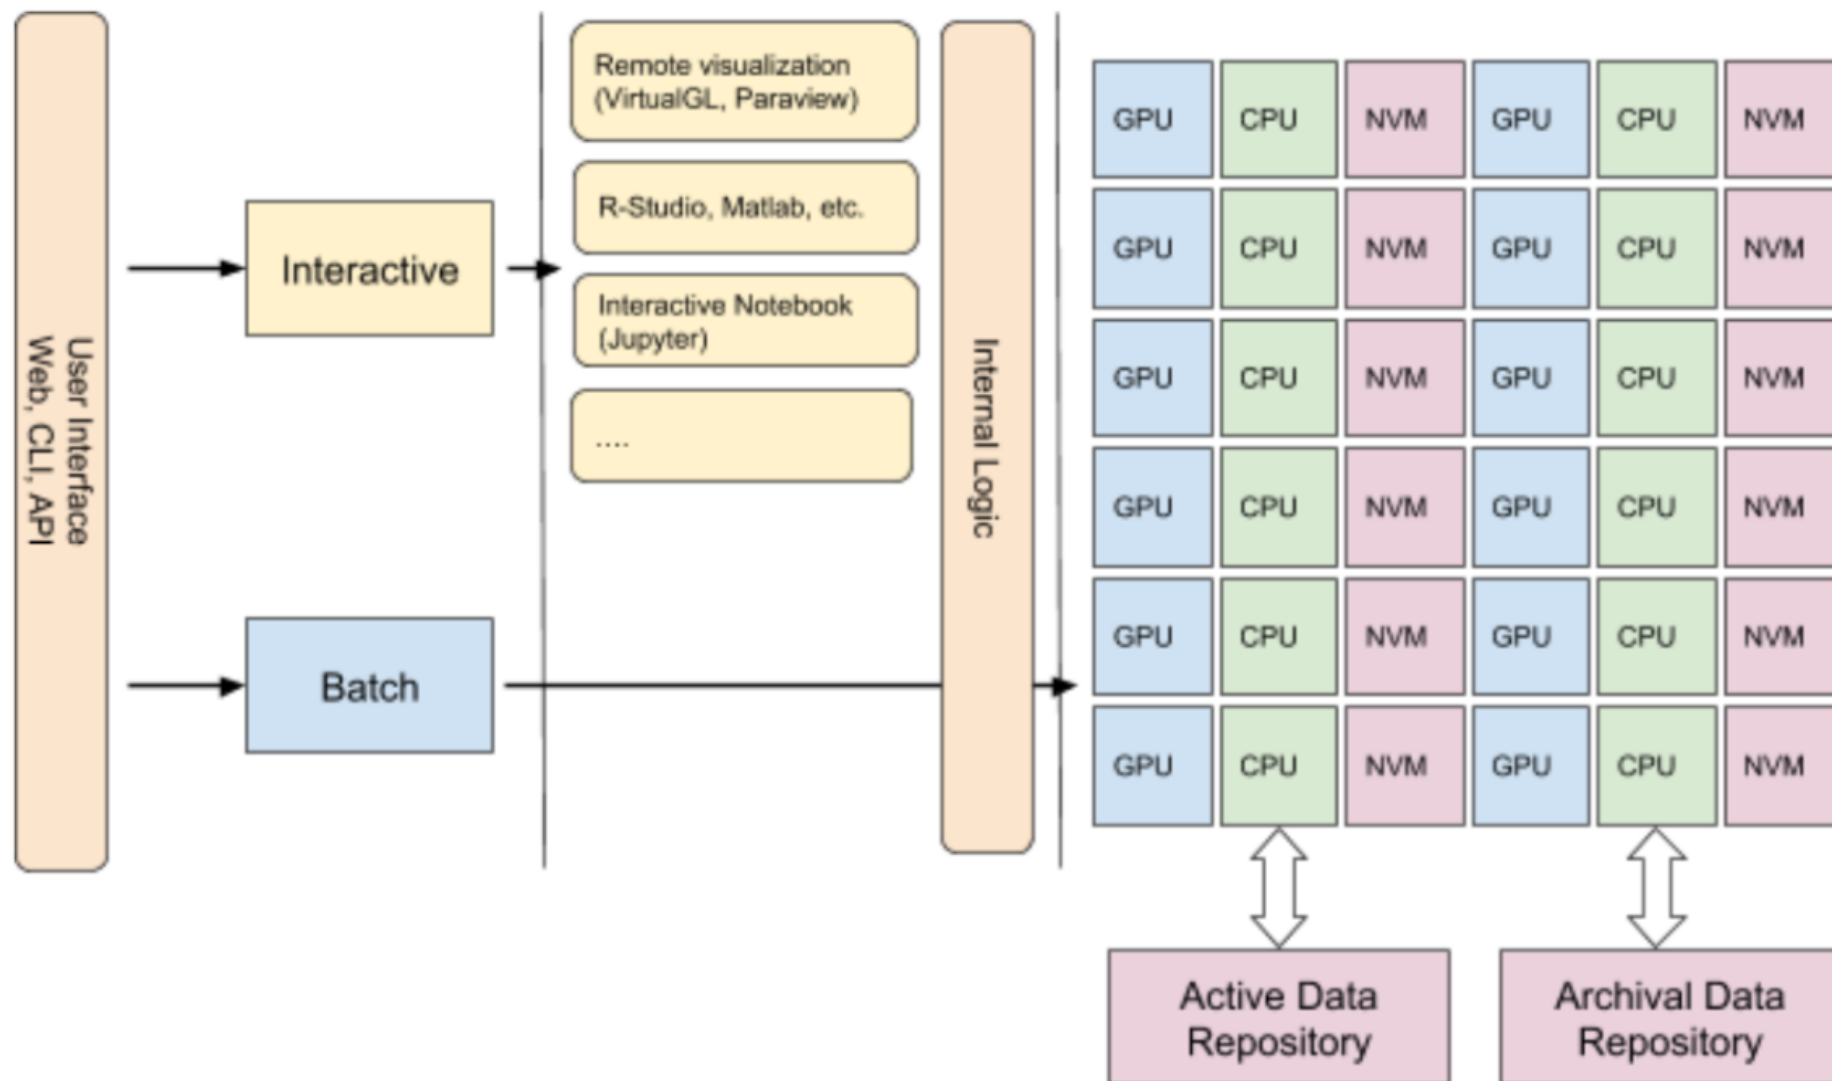 User Interface
Web, CLI, API
Interactive
Batch
Remote visualization
(VirtualGL, Paraview)
R-Studio, Matlab, etc.
Interactive Notebook
(Jupyter)
....
Internal Logic
GPU CPU NVM GPU CPU NVM
GPU CPU NVM GPU CPU NVM
GPU CPU NVM GPU CPU NVM
GPU CPU NVM GPU CPU NVM
GPU CPU NVM GPU CPU NVM
GPU CPU NVM GPU CPU NVM
Active Data
Repository
Archival Data
Repository